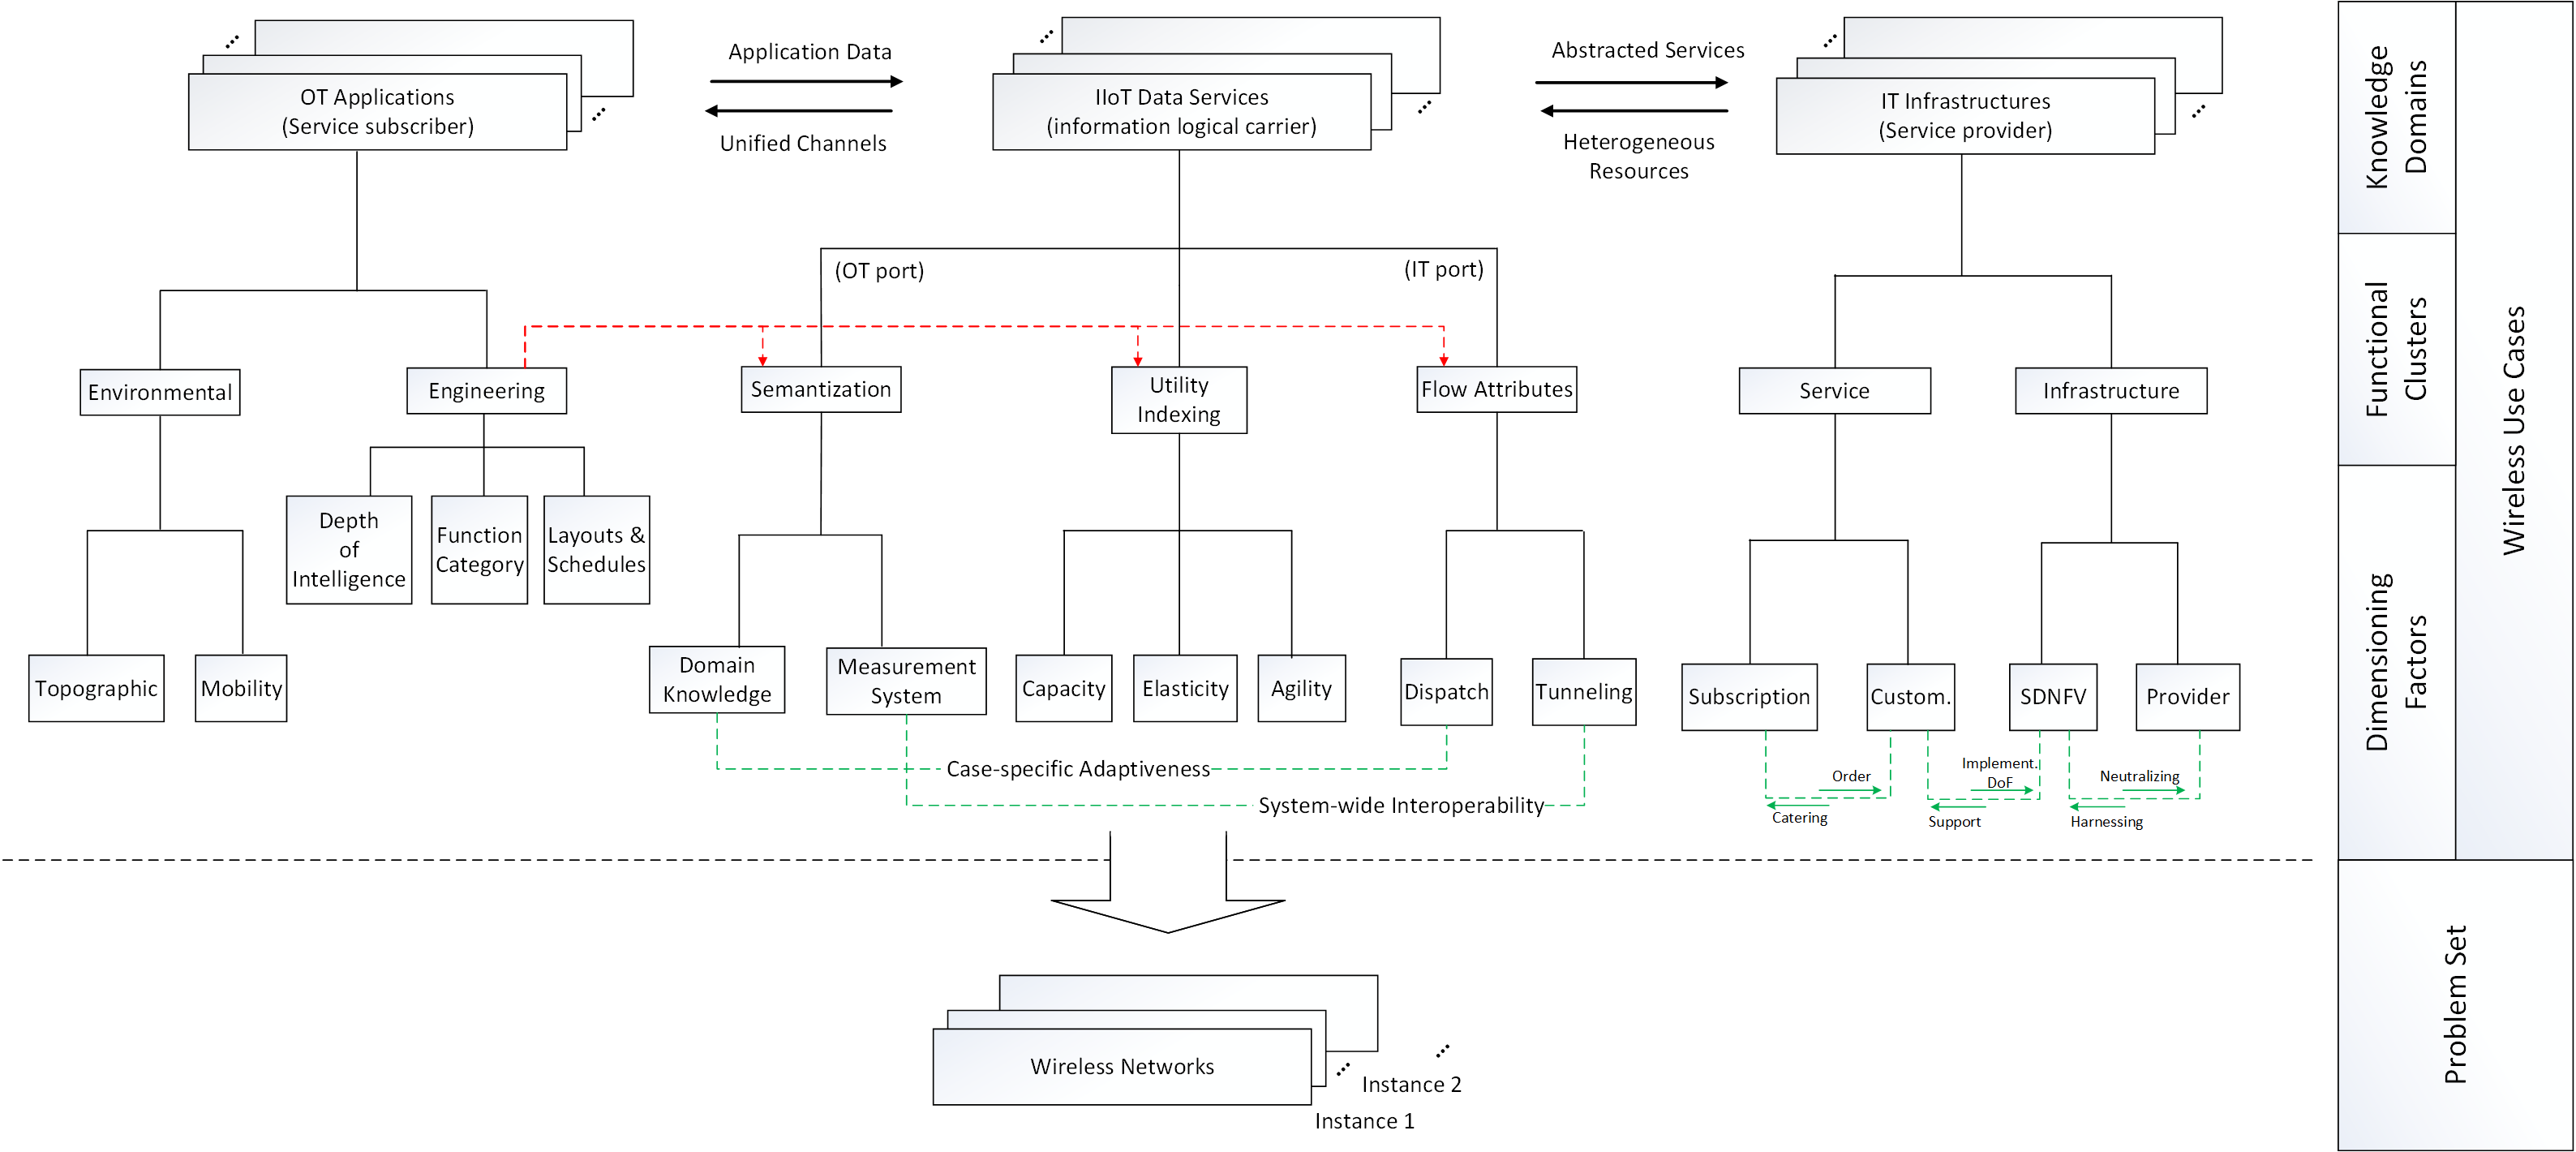 OT Applications
(Service subscriber)
Application Data
Unified Channels
IIoT Data Services
(information logical carrier)
Abstracted Services
Heterogeneous
Resources
IT Infrastructures
(Service provider)
Knowledge
Domains
(OT port)
(IT port)
Functional
Clusters
Wireless Use Cases
Environmental
Engineering
Semantization
Utility
Indexing
Flow Attributes
Service
Infrastructure
Depth
of
Intelligence
Function
Category
Layouts &
Schedules
Dimensioning
Factors
Topographic
Mobility
Domain
Knowledge
Measurement
System
Capacity
Elasticity
Agility
Dispatch
Tunneling
Subscription
Custom.
SDNFV
Provider
Case-specific Adaptiveness
System-wide Interoperability
Order
Catering
Implement.
DoF
Support
Neutralizing
Harnessing
Wireless Networks
Instance 2
Instance 1
Problem Set